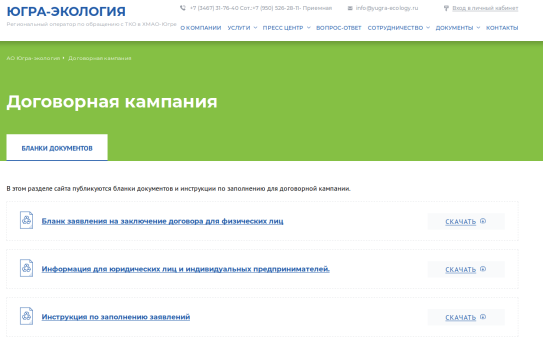 ЮГРА-ЭКОЛОГИЯ
Региональный оператор по обращению с ТКО в ХМАО-Югре
+7 (3467) 31-76-40 Сот.:+7 (950) 526-28-11- Приемная
info@yugra-ecology.ru
Вход в личный кабинет
О КОМПАНИИ УСЛУГИ ПРЕСС ЦЕНТР ВОПРОС-ОТВЕТ СОТРУДНИЧЕСТВО ДОКУМЕНТЫ КОНТАКТЫ
АО Югра-экология • Договорная кампания
Договорная кампания
БЛАНКИ ДОКУМЕНТОВ
В этом разделе сайта публикуются бланки документов и инструкции по заполнению для договорной кампании.
Бланк заявления на заключение договора для физических лиц СКАЧАТЬ
Информация для юридических лиц и индивидуальных предпринимателей. СКАЧАТЬ
Инструкция по заполнению заявлений СКАЧАТЬ